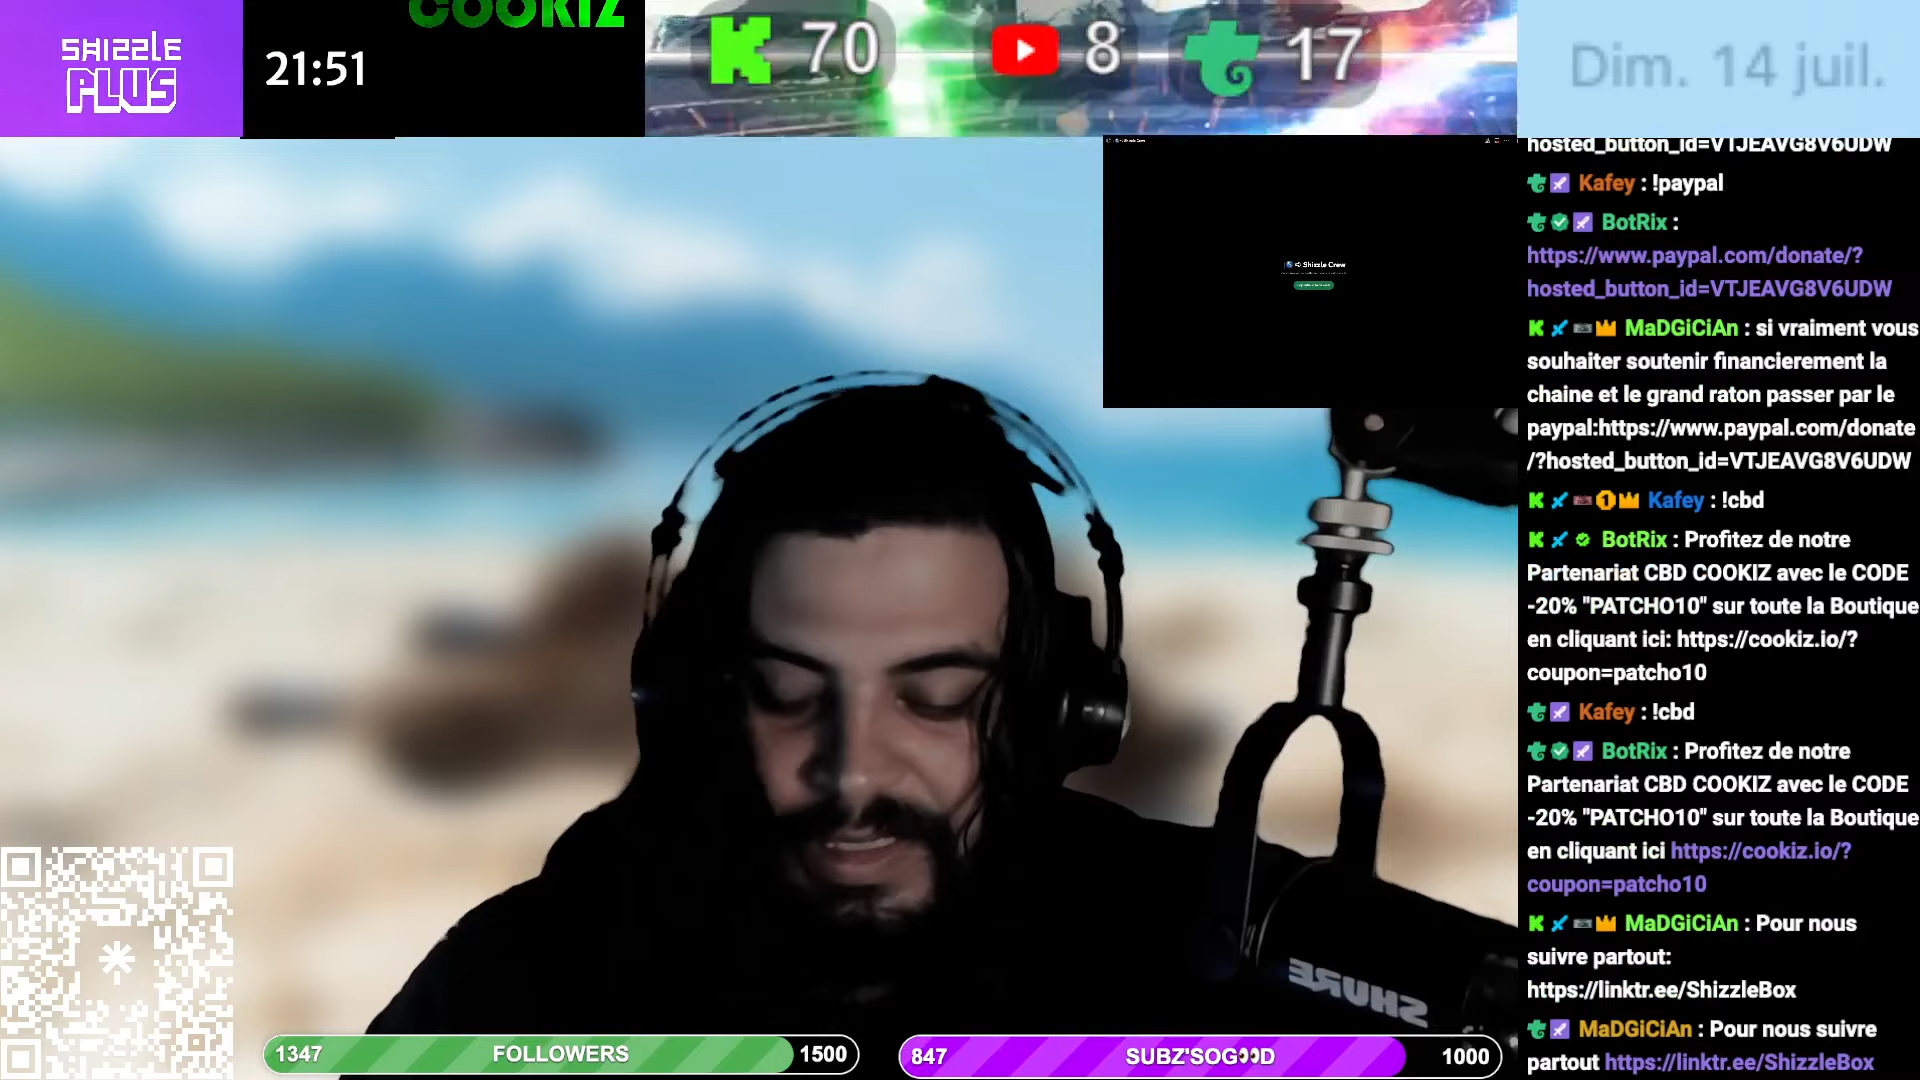 SHIZZLE
PLUS
21:51
COOKIZ
70
8
17
Dim. 14 juil.
Shizzle Crew
hosted_button_id=VTJEAVG8V6UDW
Kafey : !paypal
BotRix :
https://www.paypal.com/donate/?
hosted_button_id=VTJEAVG8V6UDW
MaDGiCiAn : si vraiment vous
souhaiter soutenir financierement la
chaine et le grand raton passer par le
paypal:https://www.paypal.com/donate
/?hosted_button_id=VTJEAVG8V6UDW
Kafey : !cbd
BotRix : Profitez de notre
Partenariat CBD COOKIZ avec le CODE
-20% "PATCHO10" sur toute la Boutique
en cliquant ici: https://cookiz.io/?
coupon=patcho10
Kafey : !cbd
BotRix : Profitez de notre
Partenariat CBD COOKIZ avec le CODE
-20% "PATCHO10" sur toute la Boutique
en cliquant ici https://cookiz.io/?
coupon=patcho10
MaDGiCiAn : Pour nous
suivre partout:
https://linktr.ee/ShizzleBox
MaDGiCiAn : Pour nous suivre
partout https://linktr.ee/ShizzleBox
SHURE
1347 FOLLOWERS 1500
847 SUBZ'SOG👀D 1000